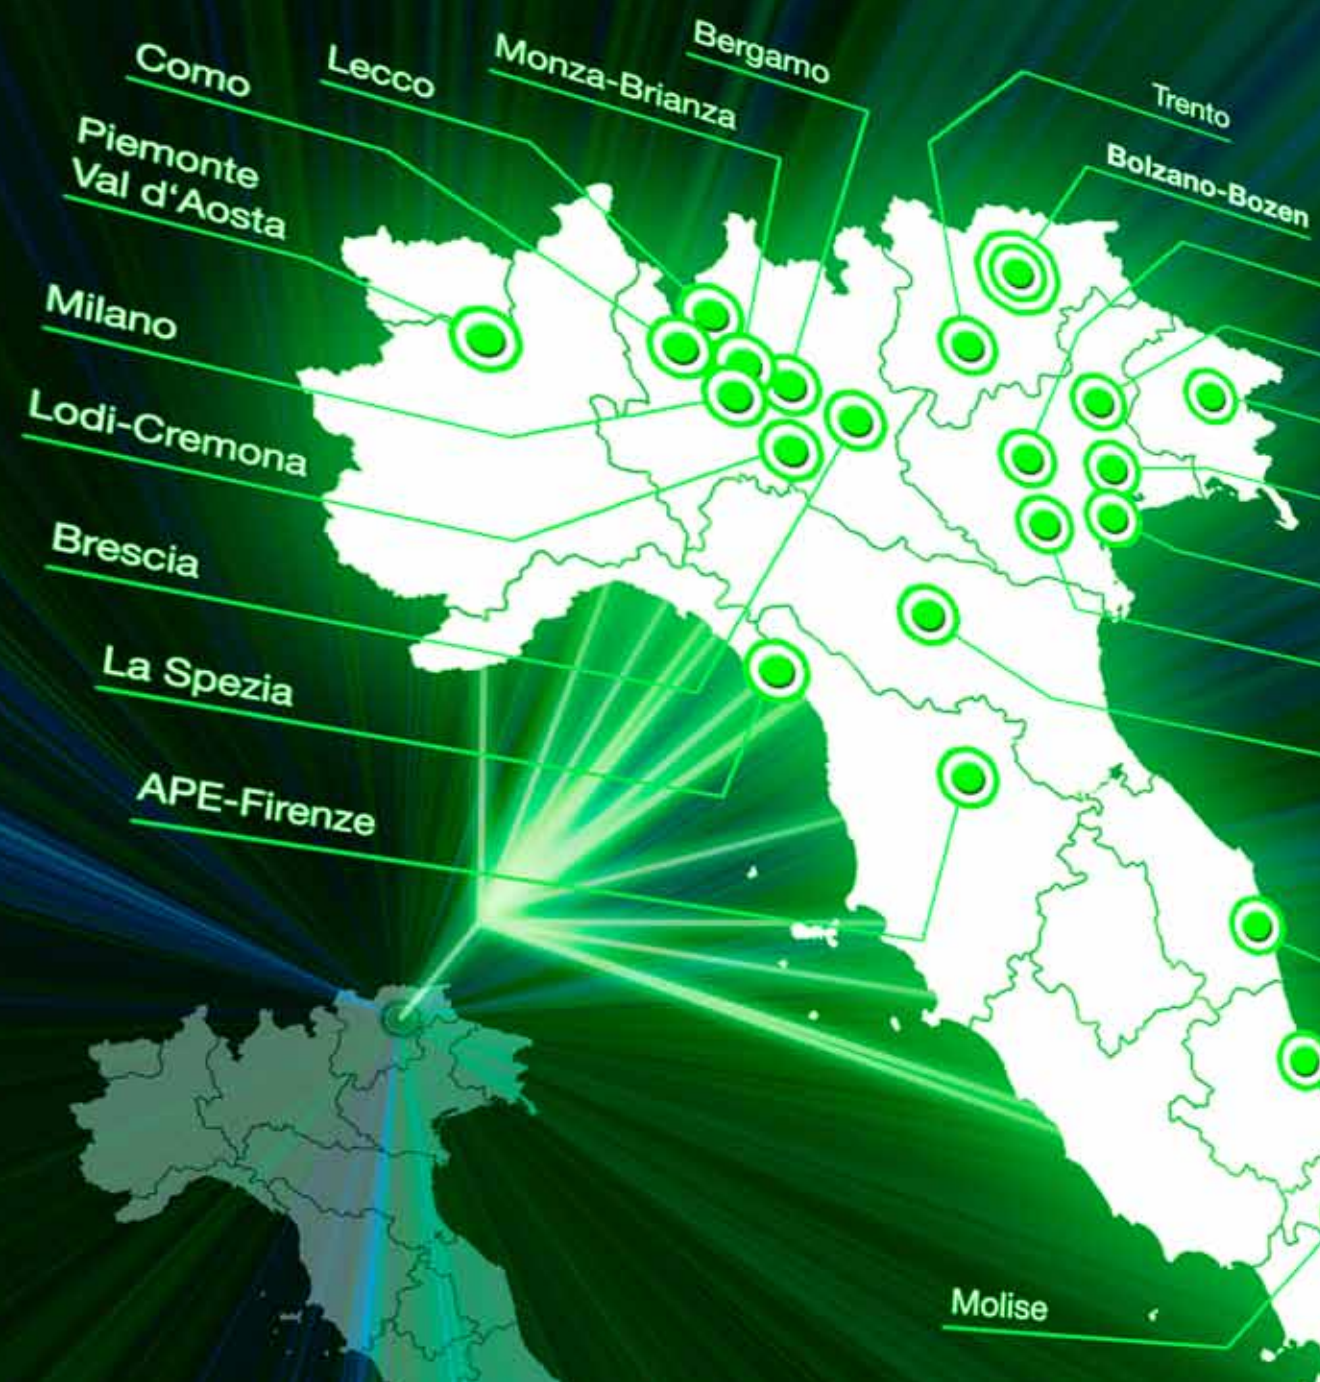 Como
Lecco
Monza-Brianza
Bergamo
Trento
Bolzano-Bozen
Piemonte
Val d‘Aosta
Milano
Lodi-Cremona
Brescia
La Spezia
APE-Firenze
Molise